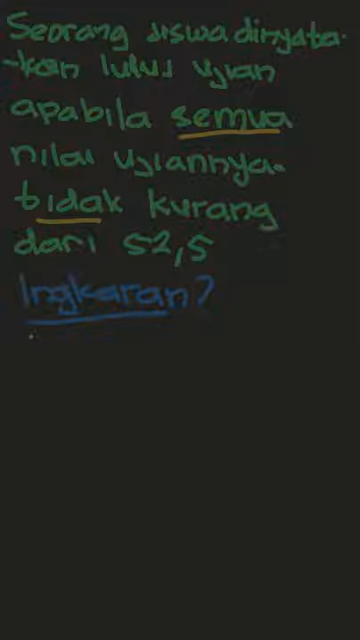 Seorang siswa dinyata-
-kan lulus ujian
apabila semua
nilai ujiannya
tidak kurang
dari 52,5
Ingkaran?